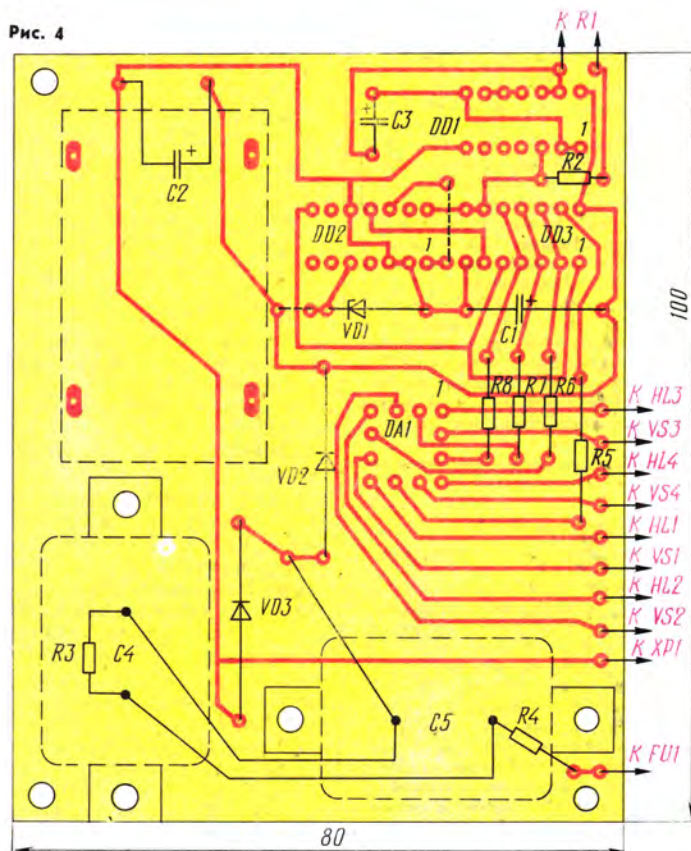 Рис. 4
К R1
C3
DD1
1
R2
C2
DD2
1
DD3
1
VD1
C1
100
R8
R7
R6
1
DA1
R5
К HL3
К VS3
К HL4
К VS4
К HL1
К VS1
К HL2
К VS2
К XP1
VD2
VD3
R3
C4
C5
R4
К FU1
80